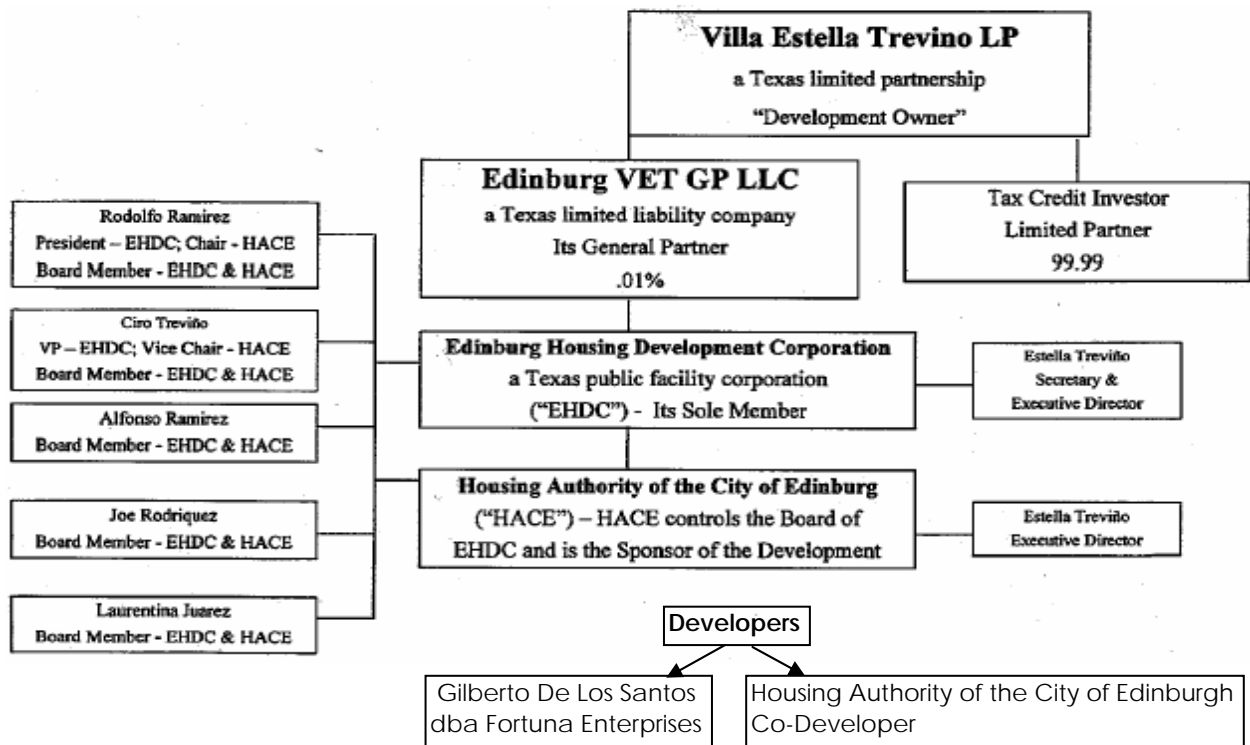 Villa Estella Trevino LP
a Texas limited partnership
“Development Owner”
Edinburg VET GP LLC
a Texas limited liability company
Its General Partner
.01%
Tax Credit Investor
Limited Partner
99.99
Rodolfo Ramirez
President – EHDC; Chair - HACE
Board Member - EHDC & HACE
Ciro Treviño
VP – EHDC; Vice Chair - HACE
Board Member - EHDC & HACE
Alfonso Ramirez
Board Member - EHDC & HACE
Joe Rodriquez
Board Member - EHDC & HACE
Laurentina Juarez
Board Member - EHDC & HACE
Edinburg Housing Development Corporation
a Texas public facility corporation
(“EHDC”) - Its Sole Member
Estella Treviño
Secretary &
Executive Director
Housing Authority of the City of Edinburg
(“HACE”) – HACE controls the Board of
EHDC and is the Sponsor of the Development
Estella Treviño
Executive Director
Developers
Gilberto De Los Santos
dba Fortuna Enterprises
Housing Authority of the City of Edinburgh
Co-Developer